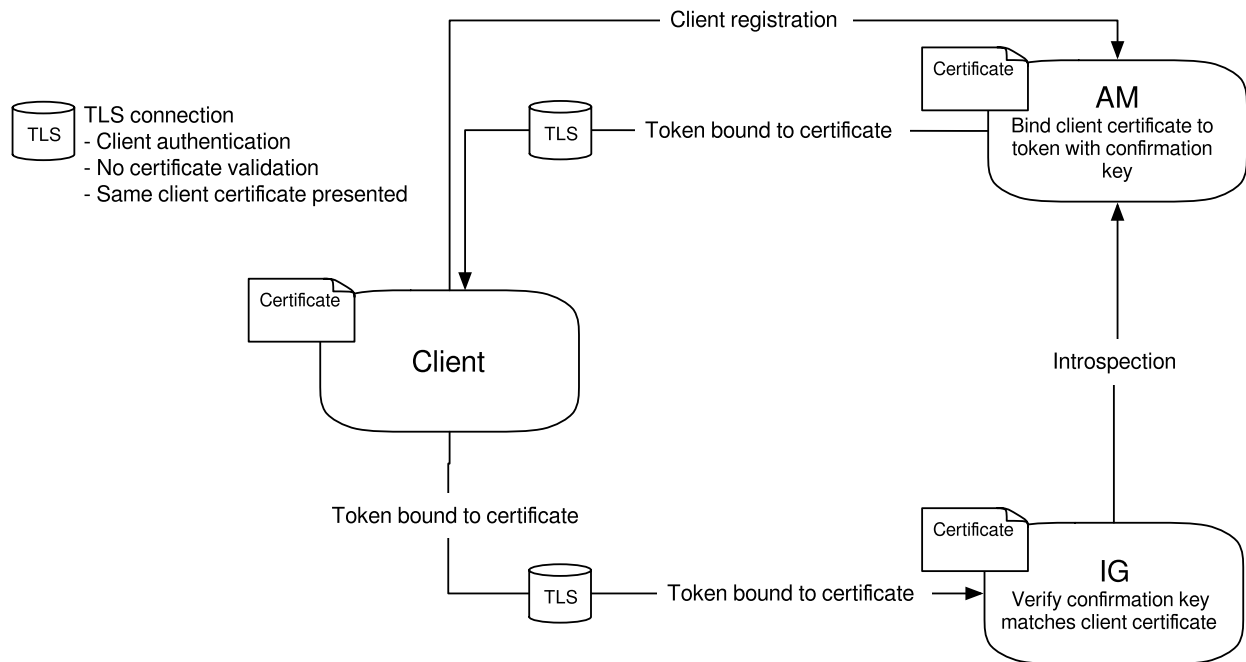 Client registration
Certificate
AM
Bind client certificate to
token with confirmation
key
TLS
TLS connection
- Client authentication
- No certificate validation
- Same client certificate presented
TLS
Token bound to certificate
Certificate
Client
Introspection
Token bound to certificate
Certificate
IG
Verify confirmation key
matches client certificate
TLS
Token bound to certificate